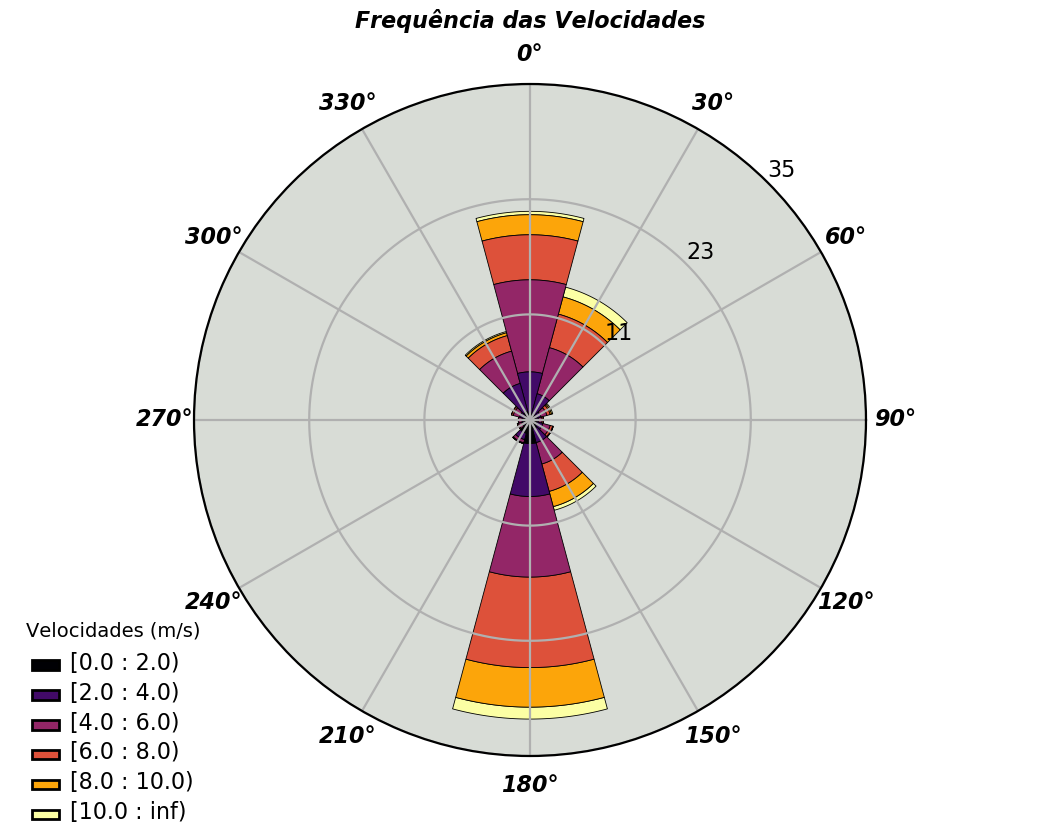 Frequência das Velocidades
0°
330°
30°
35
300°
60°
23
11
270°
90°
240°
120°
210°
150°
180°
Velocidades (m/s)
[0.0 : 2.0)
[2.0 : 4.0)
[4.0 : 6.0)
[6.0 : 8.0)
[8.0 : 10.0)
[10.0 : inf)